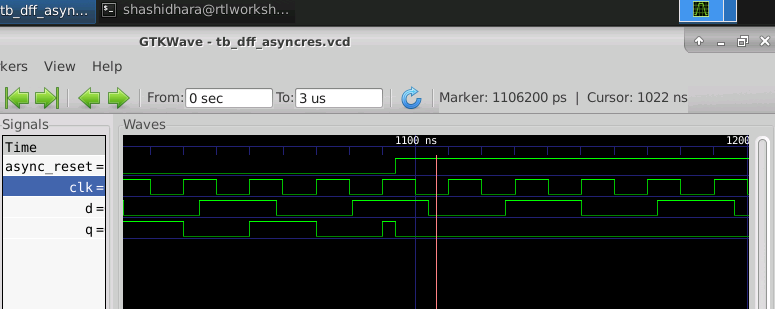 tb_dff_asyn... shashidhara@rtlworksh...
GTKWave - tb_dff_asyncres.vcd
kers View Help
From: 0 sec To: 3 us Marker: 1106200 ps | Cursor: 1022 ns
Signals Waves
Time 1100 ns 1200
async_reset=
clk=
d=
q=